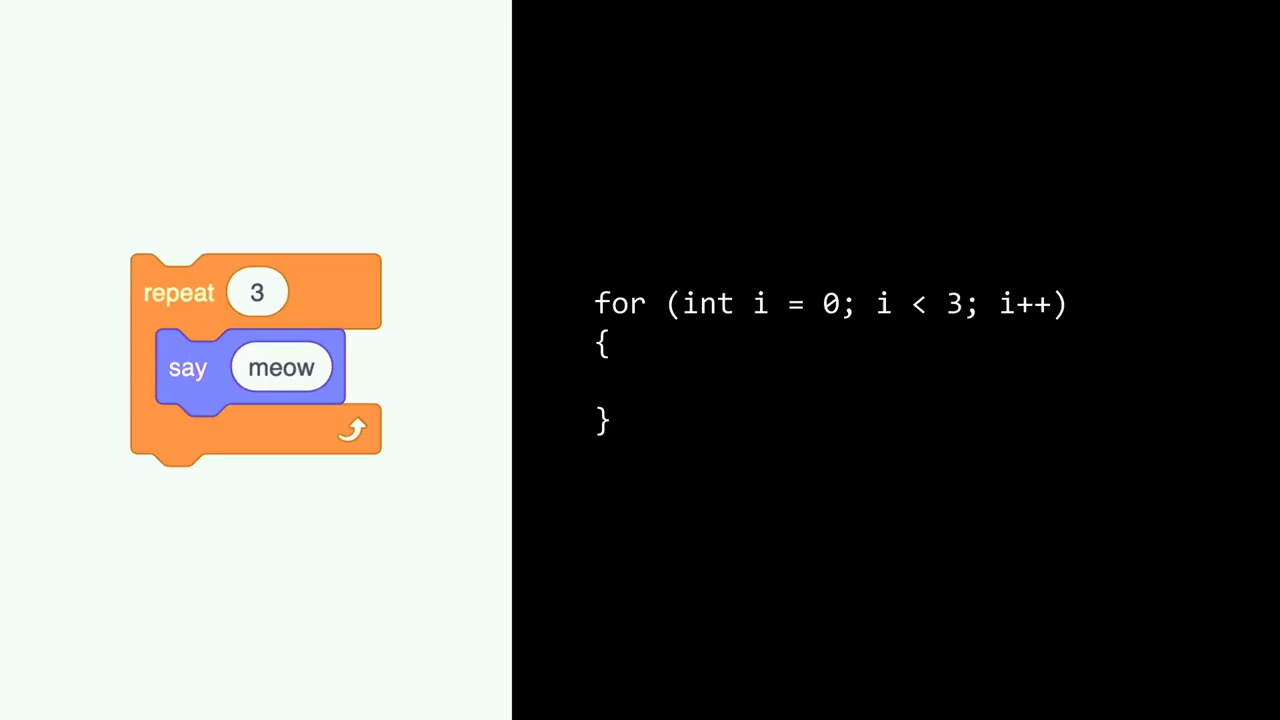 repeat 3
say meow
for (int i = 0; i < 3; i++)
{
}